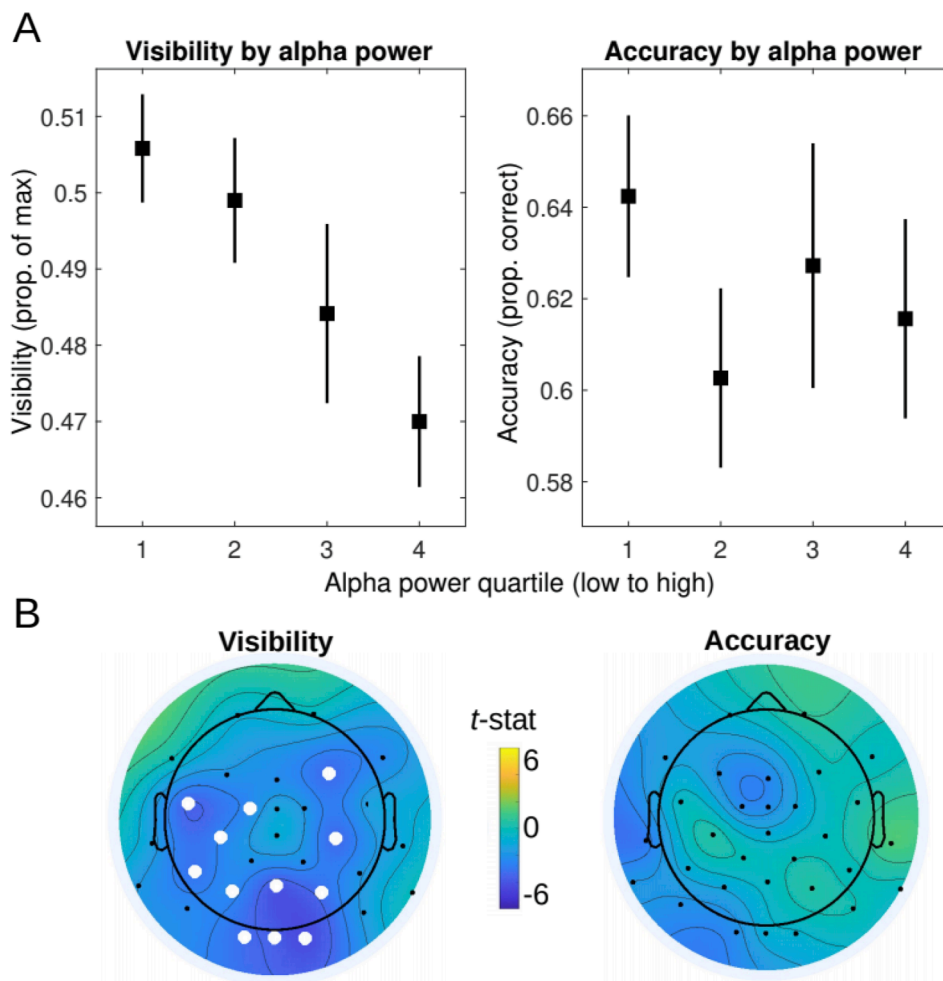 A
Visibility by alpha power
Visibility (prop. of max)
0.51
0.5
0.49
0.48
0.47
0.46
1 2 3 4
Accuracy by alpha power
Accuracy (prop. correct)
0.66
0.64
0.62
0.6
0.58
1 2 3 4
Alpha power quartile (low to high)
B
Visibility
t-stat
6
0
-6
Accuracy